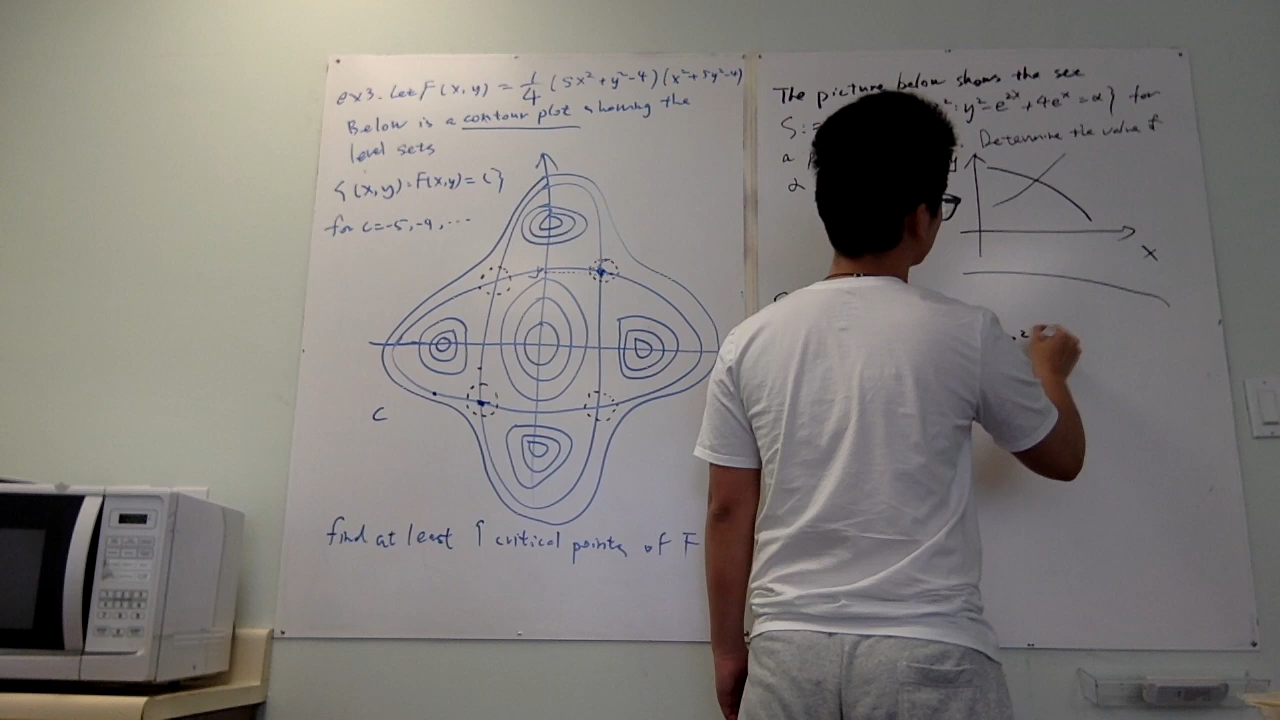 ex3. Let F(x,y) = 1/4 (5x²+y²-4)(x²+5y²-4)
Below is a contour plot showing the
level sets
{(x,y): F(x,y) = C}
for C=-5,-4,...
C
find at least 1 critical points of F
The picture below shows the see
S: : y²-e^{2x}+4e^x=α} for
a Determine the value of
α
x